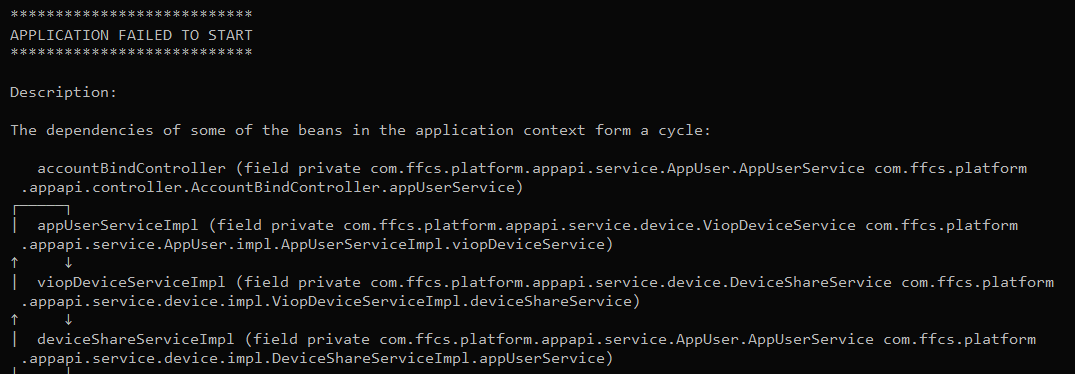 ***************************
APPLICATION FAILED TO START
***************************
Description:
The dependencies of some of the beans in the application context form a cycle:
accountBindController (field private com.ffcs.platform.appapi.service.AppUser.AppUserService com.ffcs.platform
.appapi.controller.AccountBindController.appUserService)
┌─────┐
|  appUserServiceImpl (field private com.ffcs.platform.appapi.service.device.ViopDeviceService com.ffcs.platform
.appapi.service.AppUser.impl.AppUserServiceImpl.viopDeviceService)
↑     ↓
|  viopDeviceServiceImpl (field private com.ffcs.platform.appapi.service.device.DeviceShareService com.ffcs.platform
.appapi.service.device.impl.ViopDeviceServiceImpl.deviceShareService)
↑     ↓
|  deviceShareServiceImpl (field private com.ffcs.platform.appapi.service.AppUser.AppUserService com.ffcs.platform
.appapi.service.device.impl.DeviceShareServiceImpl.appUserService)